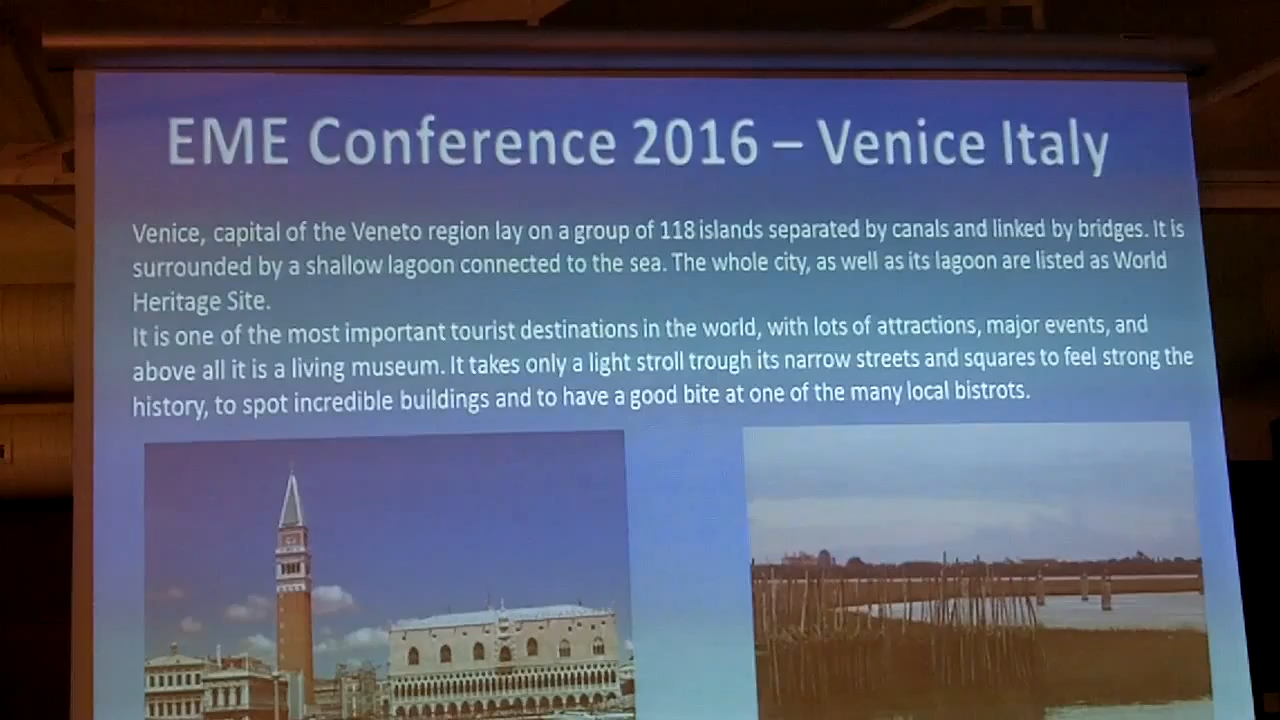 EME Conference 2016 – Venice Italy
Venice, capital of the Veneto region lay on a group of 118 islands separated by canals and linked by bridges. It is
surrounded by a shallow lagoon connected to the sea. The whole city, as well as its lagoon are listed as World
Heritage Site.
It is one of the most important tourist destinations in the world, with lots of attractions, major events, and
above all it is a living museum. It takes only a light stroll trough its narrow streets and squares to feel strong the
history, to spot incredible buildings and to have a good bite at one of the many local bistrots.